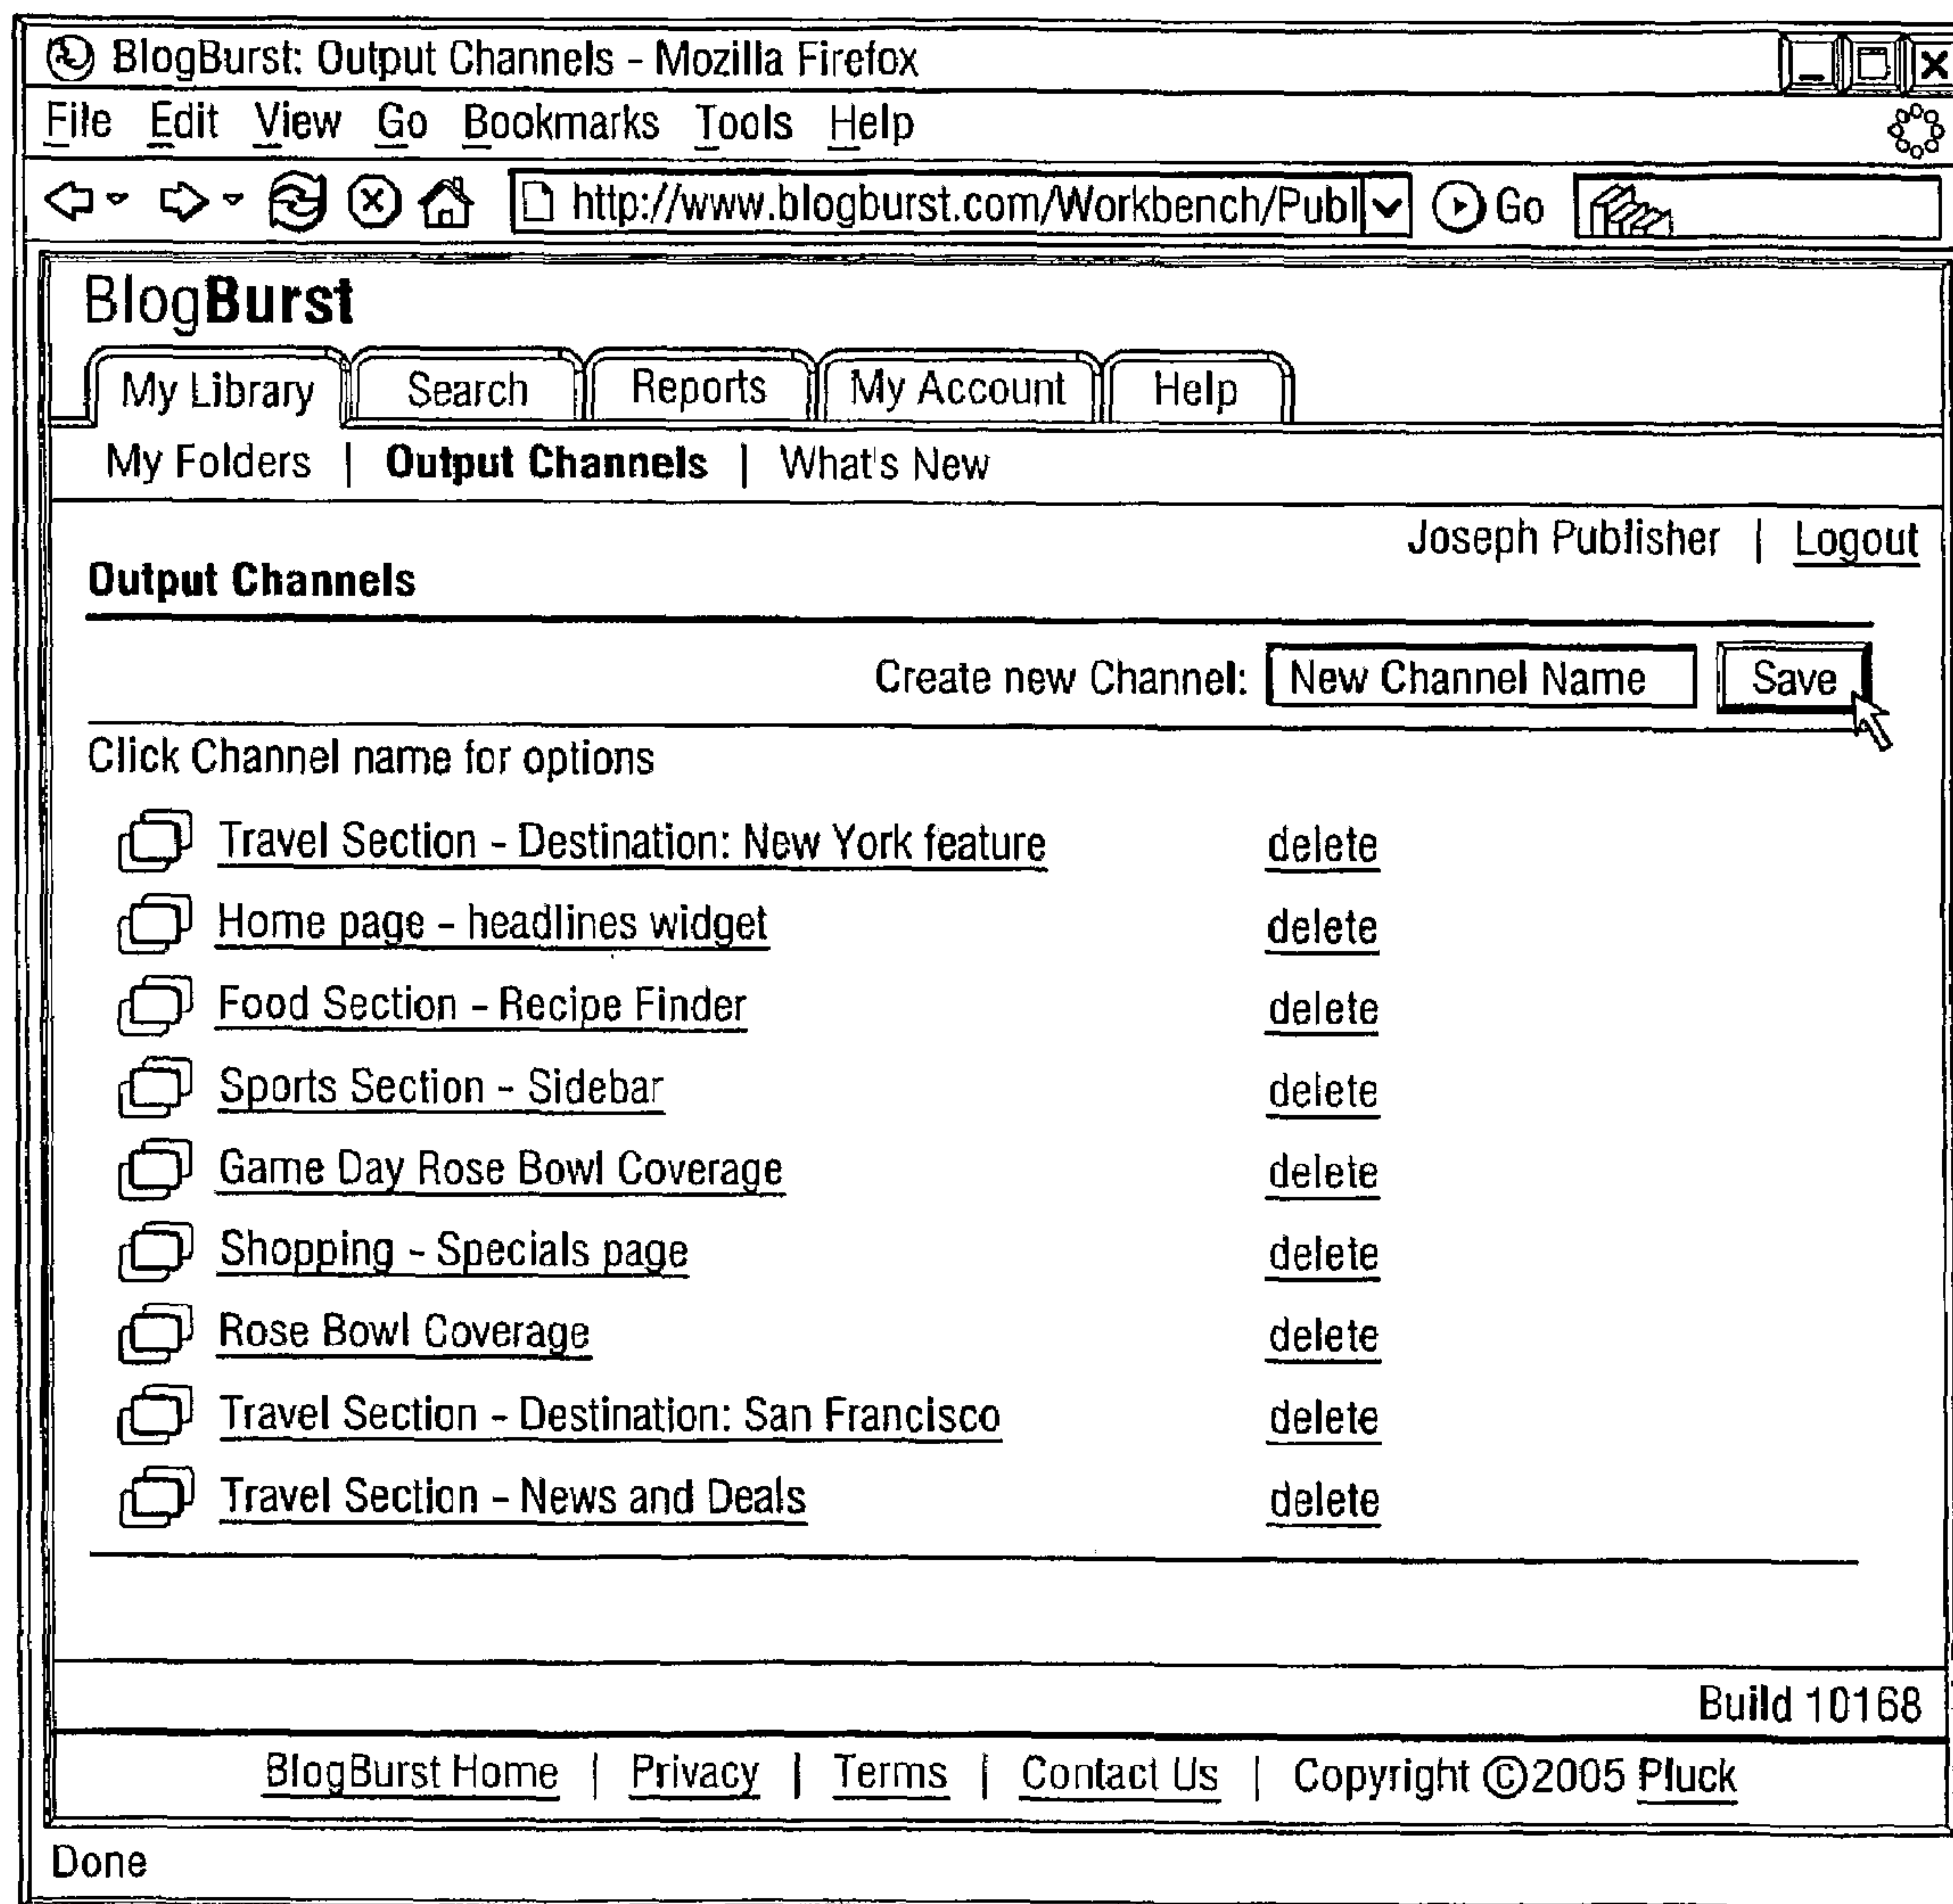 BlogBurst: Output Channels - Mozilla Firefox
File Edit View Go Bookmarks Tools Help
http://www.blogburst.com/Workbench/Publ Go
BlogBurst
My Library Search Reports My Account Help
My Folders | Output Channels | What's New
Joseph Publisher | Logout
Output Channels
Create new Channel: New Channel Name Save
Click Channel name for options
Travel Section - Destination: New York feature delete
Home page - headlines widget delete
Food Section - Recipe Finder delete
Sports Section - Sidebar delete
Game Day Rose Bowl Coverage delete
Shopping - Specials page delete
Rose Bowl Coverage delete
Travel Section - Destination: San Francisco delete
Travel Section - News and Deals delete
Build 10168
BlogBurst Home | Privacy | Terms | Contact Us | Copyright ©2005 Pluck
Done